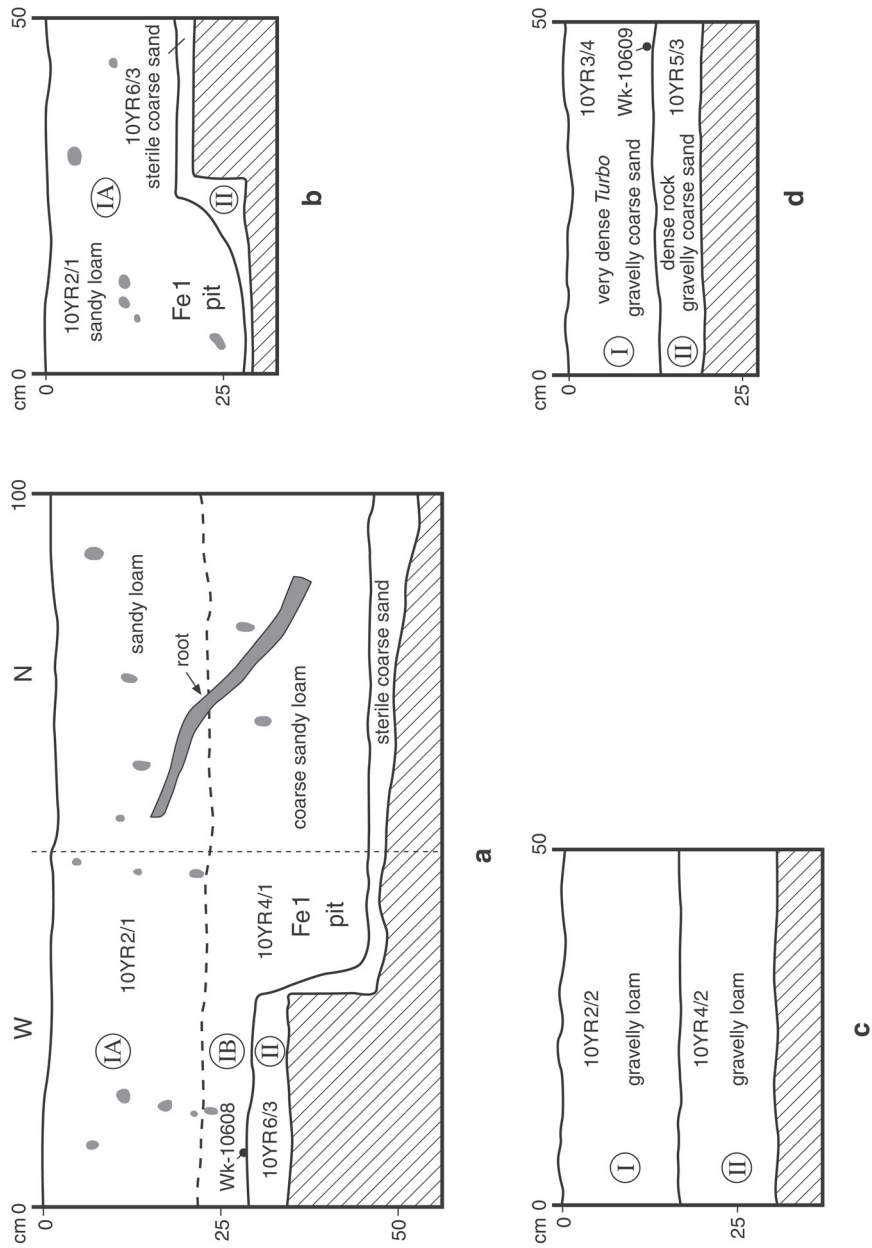 W
N
cm 0
100
0
25
50
IA
10YR2/1
sandy loam
root
IB
Wk-10608
10YR4/1
coarse sandy loam
Fe1
pit
II
10YR6/3
sterile coarse sand
a
cm 0
50
0
25
10YR2/1
sandy loam
IA
10YR6/3
sterile coarse sand
Fe1
pit
II
b
cm 0
50
0
25
I
10YR2/2
gravelly loam
II
10YR4/2
gravelly loam
c
cm 0
50
0
25
I
very dense Turbo
gravelly coarse sand
10YR3/4
Wk-10609
II
dense rock
gravelly coarse sand
10YR5/3
d